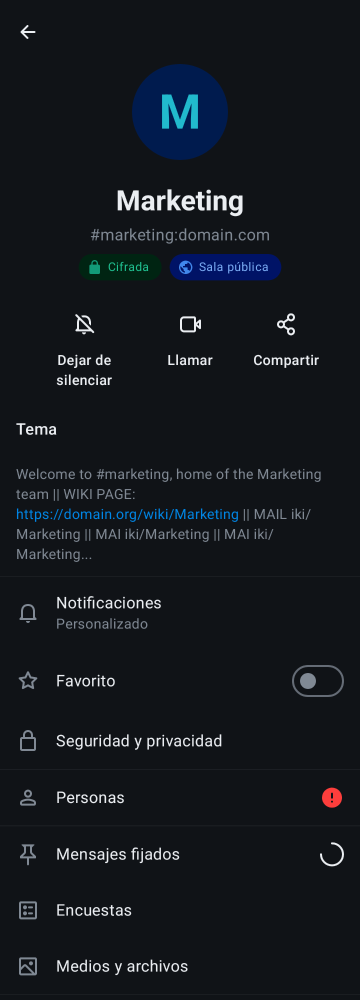 M
Marketing
#marketing:domain.com
Cifrada
Sala pública
Dejar de
silenciar
Llamar
Compartir
Tema
Welcome to #marketing, home of the Marketing
team || WIKI PAGE:
https://domain.org/wiki/Marketing || MAIL iki/
Marketing || MAI iki/Marketing || MAI iki/
Marketing...
Notificaciones
Personalizado
Favorito
Seguridad y privacidad
Personas
Mensajes fijados
Encuestas
Medios y archivos